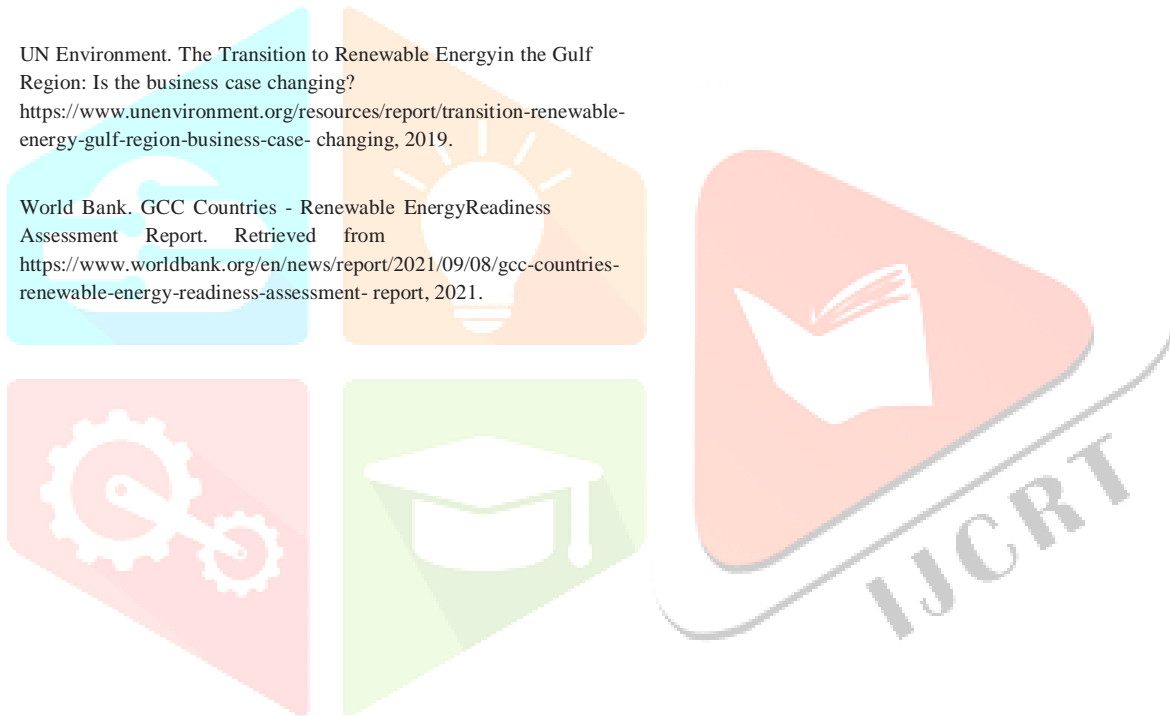 UN Environment. The Transition to Renewable Energyin the Gulf
Region: Is the business case changing?
https://www.unenvironment.org/resources/report/transition-renewable-
energy-gulf-region-business-case- changing, 2019.
World Bank. GCC Countries - Renewable EnergyReadiness
Assessment Report. Retrieved from
https://www.worldbank.org/en/news/report/2021/09/08/gcc-countries-
renewable-energy-readiness-assessment- report, 2021.
IJCRT